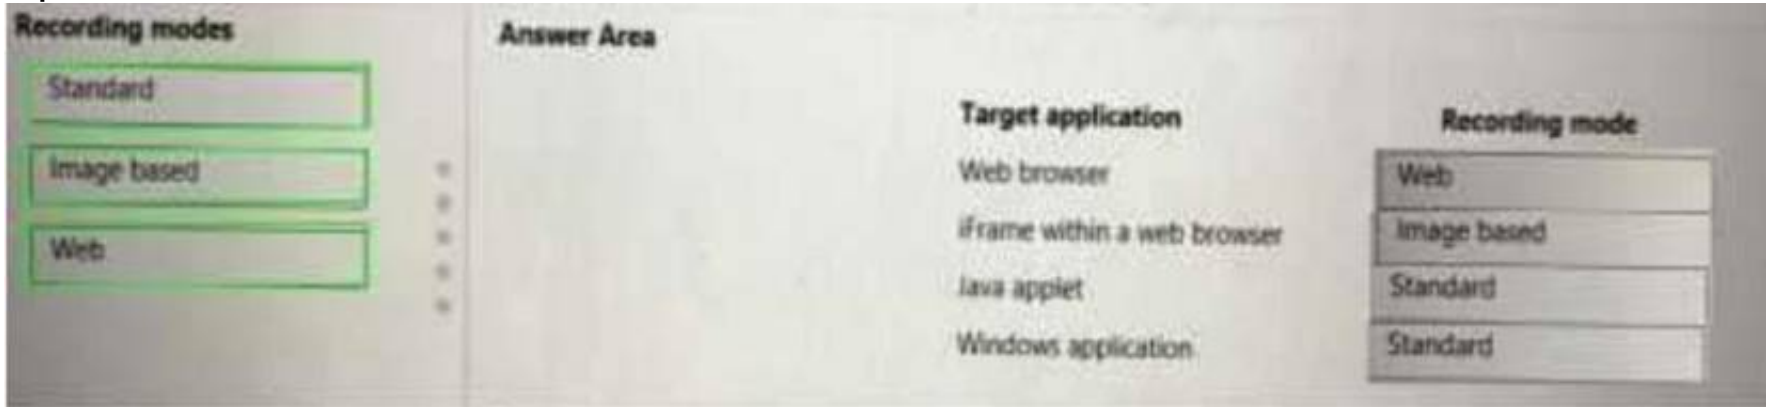 Recording modes
Standard
Image based
Web
Answer Area
Target application
Recording mode
Web browser
Web
iFrame within a web browser
Image based
Java applet
Standard
Windows application
Standard